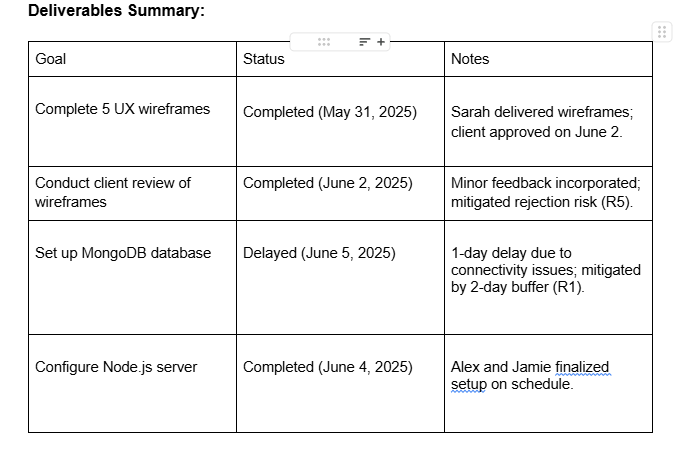 Deliverables Summary:
Goal
Status
Notes
Complete 5 UX wireframes
Completed (May 31, 2025)
Sarah delivered wireframes;
client approved on June 2.
Conduct client review of
wireframes
Completed (June 2, 2025)
Minor feedback incorporated;
mitigated rejection risk (R5).
Set up MongoDB database
Delayed (June 5, 2025)
1-day delay due to
connectivity issues; mitigated
by 2-day buffer (R1).
Configure Node.js server
Completed (June 4, 2025)
Alex and Jamie finalized
setup on schedule.